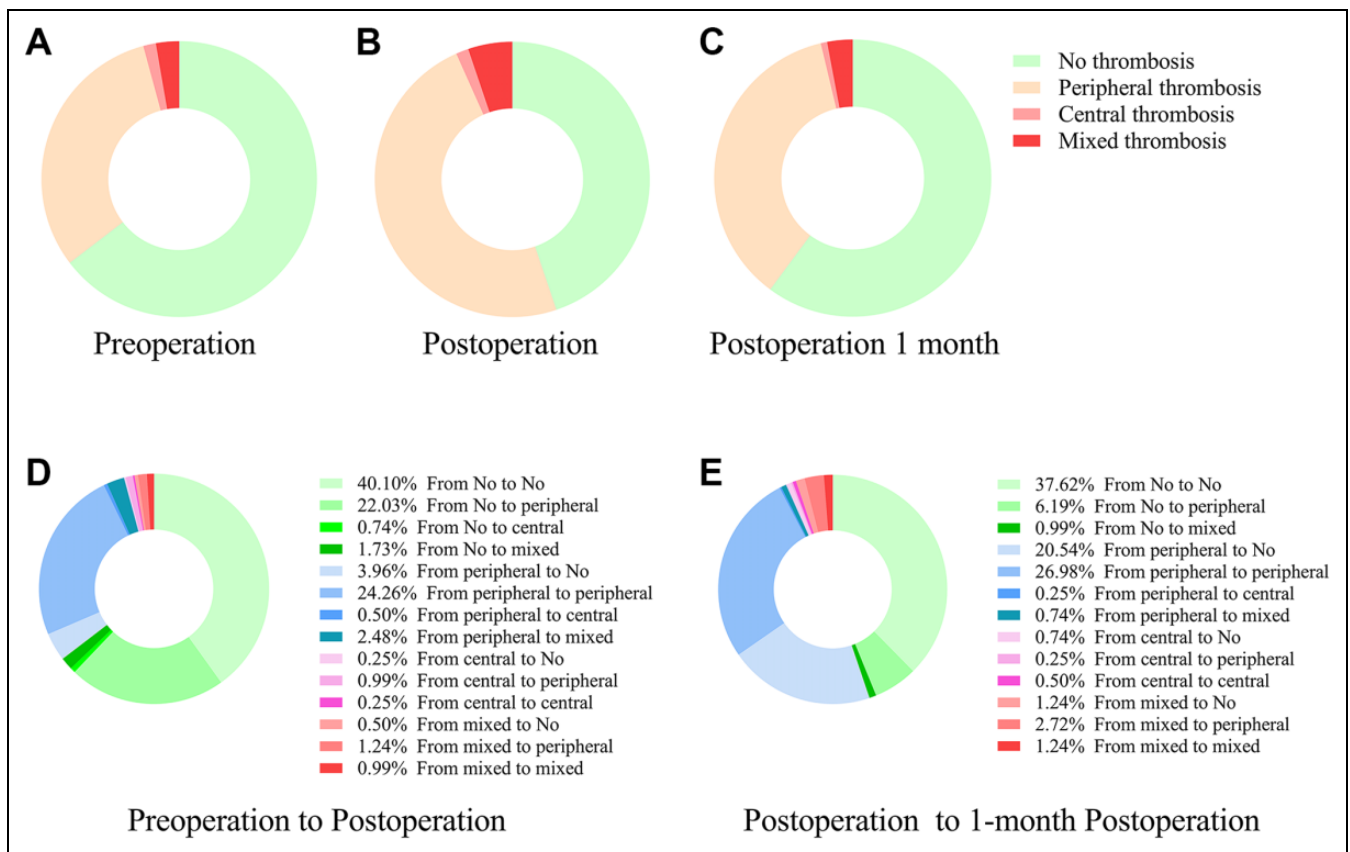 A
B
C
No thrombosis
Peripheral thrombosis
Central thrombosis
Mixed thrombosis
Preoperation
Postoperation
Postoperation 1 month
D
40.10% From No to No
22.03% From No to peripheral
0.74% From No to central
1.73% From No to mixed
3.96% From peripheral to No
24.26% From peripheral to peripheral
0.50% From peripheral to central
2.48% From peripheral to mixed
0.25% From central to No
0.99% From central to peripheral
0.25% From central to central
0.50% From mixed to No
1.24% From mixed to peripheral
0.99% From mixed to mixed
Preoperation to Postoperation
E
37.62% From No to No
6.19% From No to peripheral
0.99% From No to mixed
20.54% From peripheral to No
26.98% From peripheral to peripheral
0.25% From peripheral to central
0.74% From peripheral to mixed
0.74% From central to No
0.25% From central to peripheral
0.50% From central to central
1.24% From mixed to No
2.72% From mixed to peripheral
1.24% From mixed to mixed
Postoperation to 1-month Postoperation